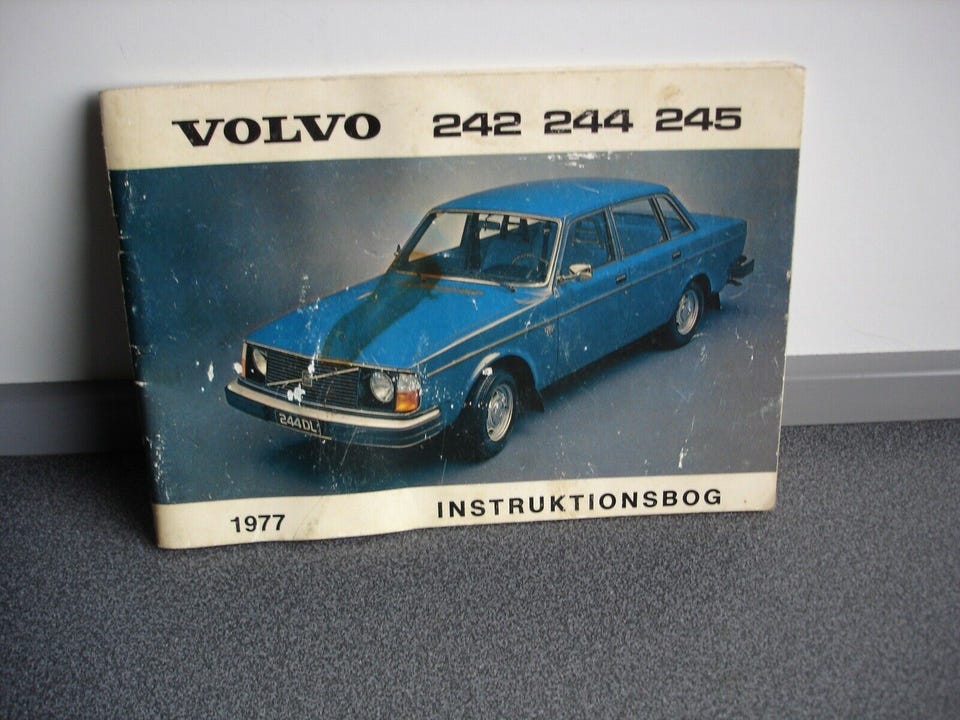 VOLVO 242 244 245
244DL
1977 INSTRUKTIONSBOG